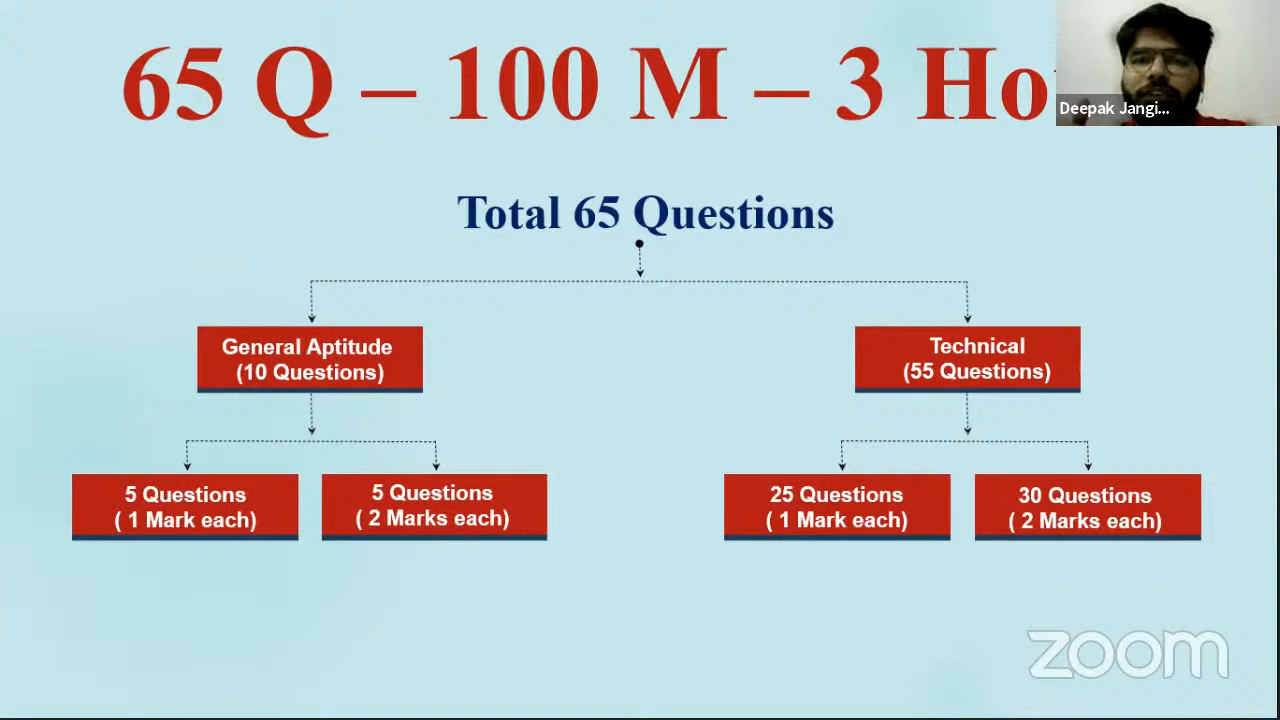 65 Q – 100 M – 3 Ho
Deepak Jangi...
Total 65 Questions
General Aptitude
(10 Questions)
Technical
(55 Questions)
5 Questions
( 1 Mark each)
5 Questions
( 2 Marks each)
25 Questions
( 1 Mark each)
30 Questions
( 2 Marks each)
zoom